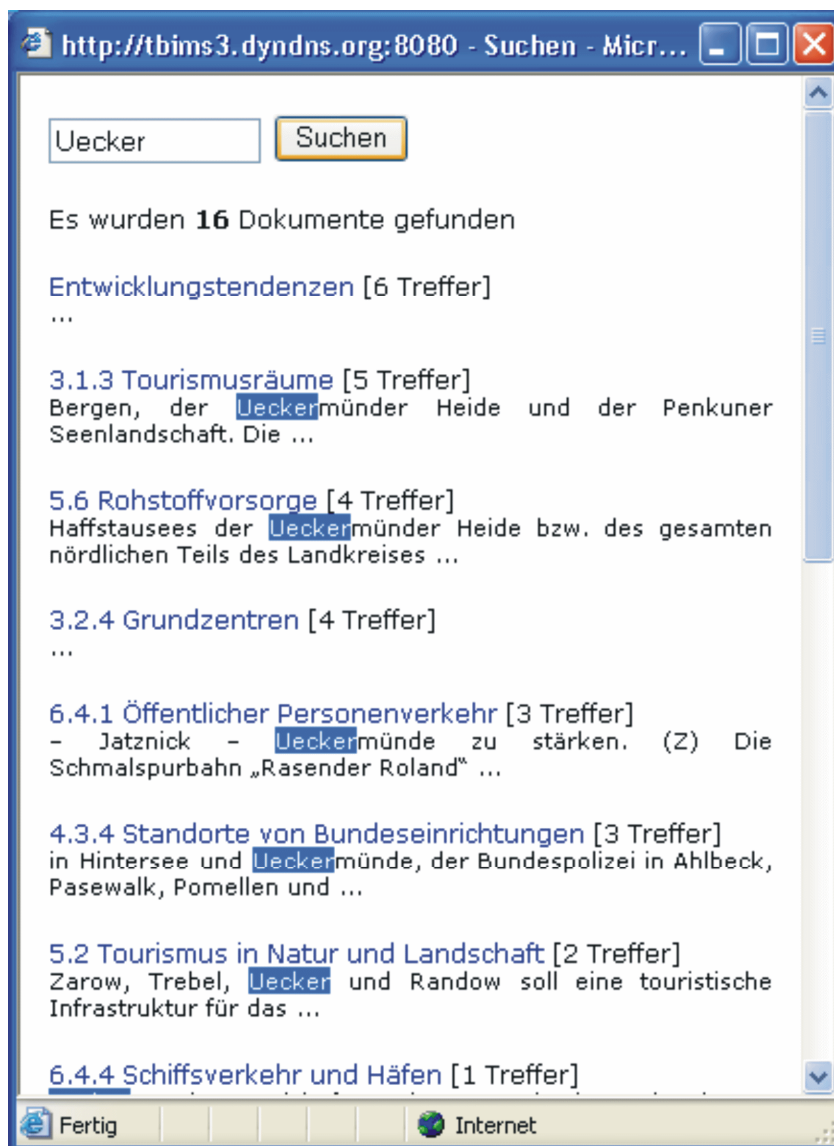 http://tbims3.dyndns.org:8080 - Suchen - Micr...
Uecker Suchen
Es wurden 16 Dokumente gefunden
Entwicklungstendenzen [6 Treffer]
...
3.1.3 Tourismusräume [5 Treffer]
Bergen, der Ueckermünder Heide und der Penkuner
Seenlandschaft. Die ...
5.6 Rohstoffvorsorge [4 Treffer]
Haffstausees der Ueckermünder Heide bzw. des gesamten
nördlichen Teils des Landkreises ...
3.2.4 Grundzentren [4 Treffer]
...
6.4.1 Öffentlicher Personenverkehr [3 Treffer]
– Jatznick – Ueckermünde zu stärken. (Z) Die
Schmalspurbahn „Rasender Roland“ ...
4.3.4 Standorte von Bundeseinrichtungen [3 Treffer]
in Hintersee und Ueckermünde, der Bundespolizei in Ahlbeck,
Pasewalk, Pomellen und ...
5.2 Tourismus in Natur und Landschaft [2 Treffer]
Zarow, Trebel, Uecker und Randow soll eine touristische
Infrastruktur für das ...
6.4.4 Schiffsverkehr und Häfen [1 Treffer]
Fertig Internet